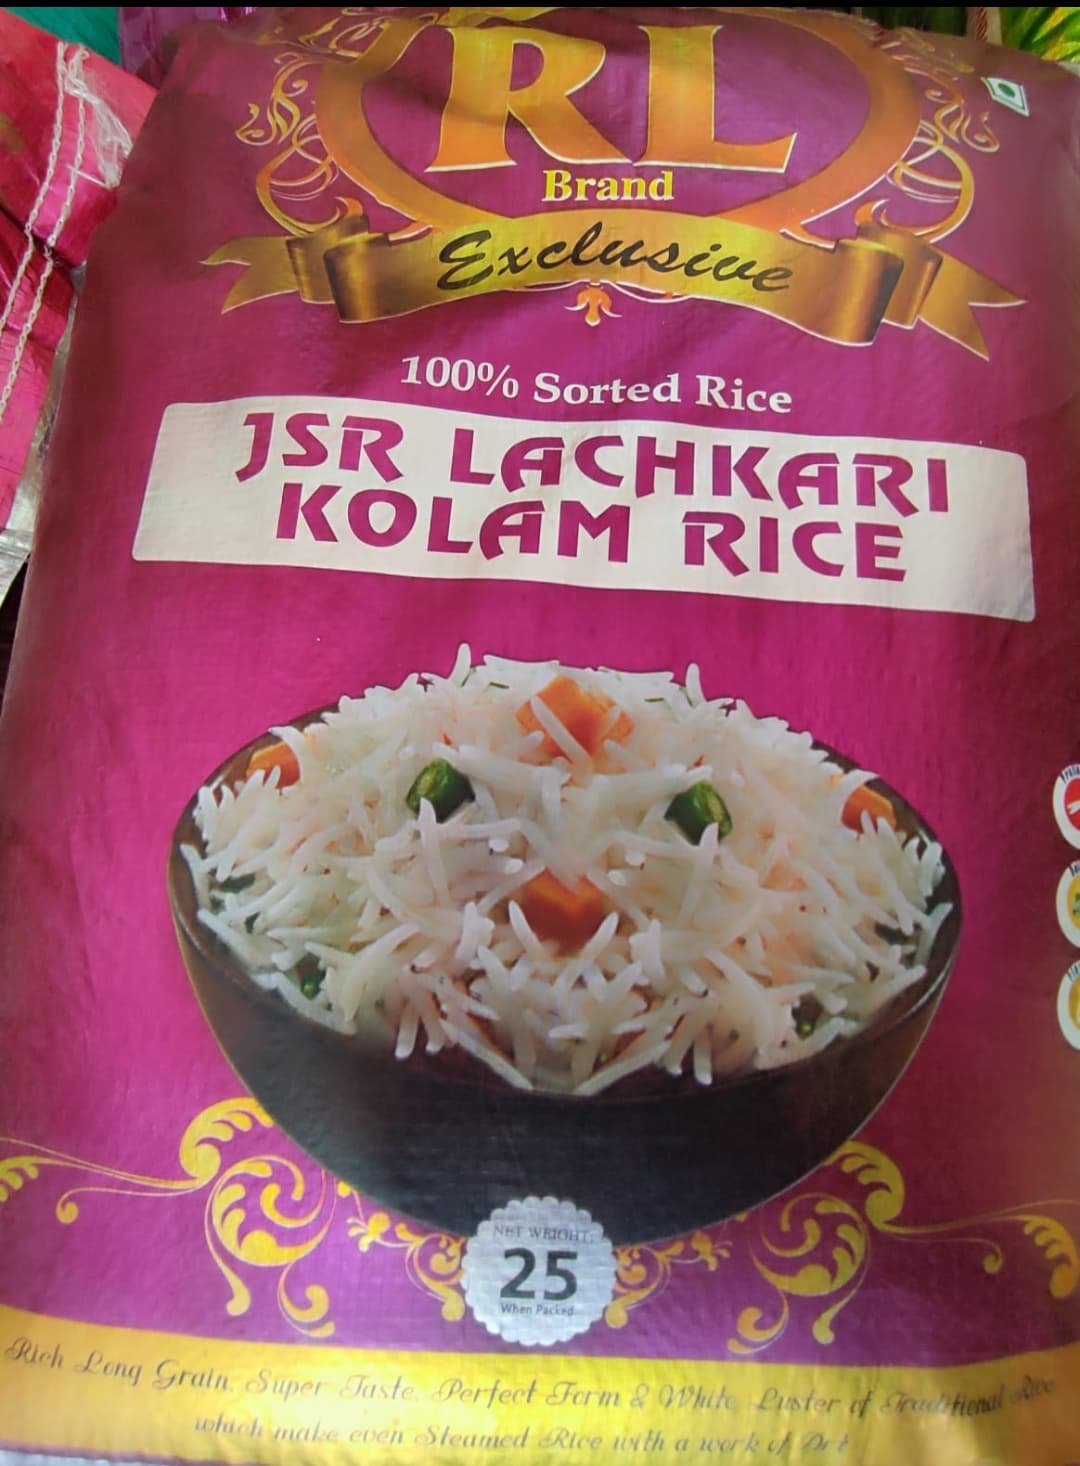 RL
Brand
Exclusive
100% Sorted Rice
JSR LACHKARI
KOLAM RICE
NET WEIGHT:
25
When Packed
Rich Long Grain, Super Taste, Perfect Form & White Luster of Traditional Rice
which make even Steamed Rice with a work of Art